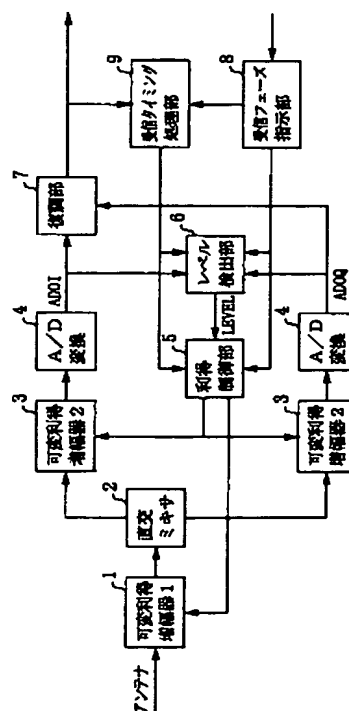 アンテナ
1
可変利得
増幅器1
2
直交
ミキサ
3
可変利得
増幅器2
4
A/D
変換
ADOI
7
復調部
5
利得
制御部
LEVEL
6
レベル
検出部
9
受信タイミング
処理部
8
受信フェーズ
指示部
3
可変利得
増幅器2
4
A/D
変換
ADOQ